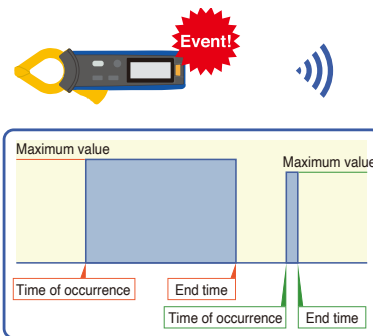 Event!
Maximum value
Maximum value
Time of occurrence
End time
Time of occurrence
End time